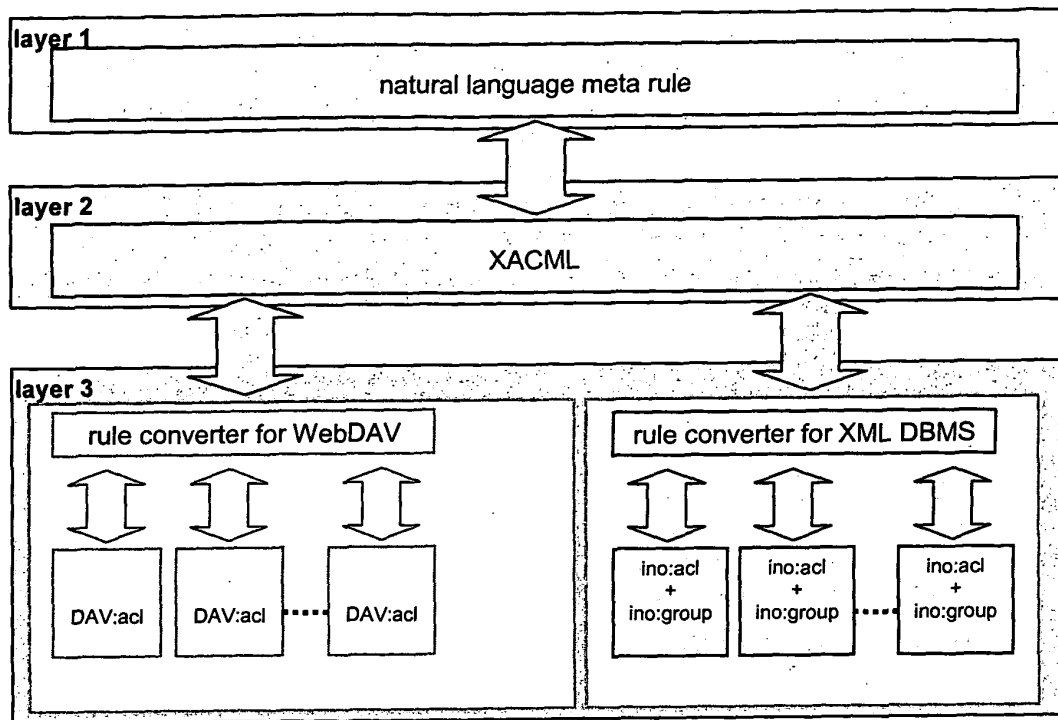 layer 1
natural language meta rule
layer 2
XACML
layer 3
rule converter for WebDAV
rule converter for XML DBMS
DAV:acl
DAV:acl
DAV:acl
ino:acl
+
ino:group
ino:acl
+
ino:group
ino:acl
+
ino:group